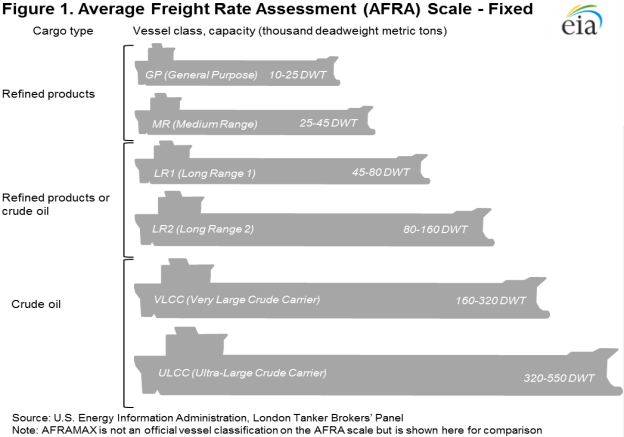 Figure 1. Average Freight Rate Assessment (AFRA) Scale - Fixed
eia
Cargo type
Vessel class, capacity (thousand deadweight metric tons)
Refined products
GP (General Purpose) 10-25 DWT
MR (Medium Range) 25-45 DWT
Refined products or
crude oil
LR1 (Long Range 1) 45-80 DWT
LR2 (Long Range 2) 80-160 DWT
Crude oil
VLCC (Very Large Crude Carrier) 160-320 DWT
ULCC (Ultra-Large Crude Carrier) 320-550 DWT
Source: U.S. Energy Information Administration, London Tanker Brokers' Panel
Note: AFRAMAX is not an official vessel classification on the AFRA scale but is shown here for comparison